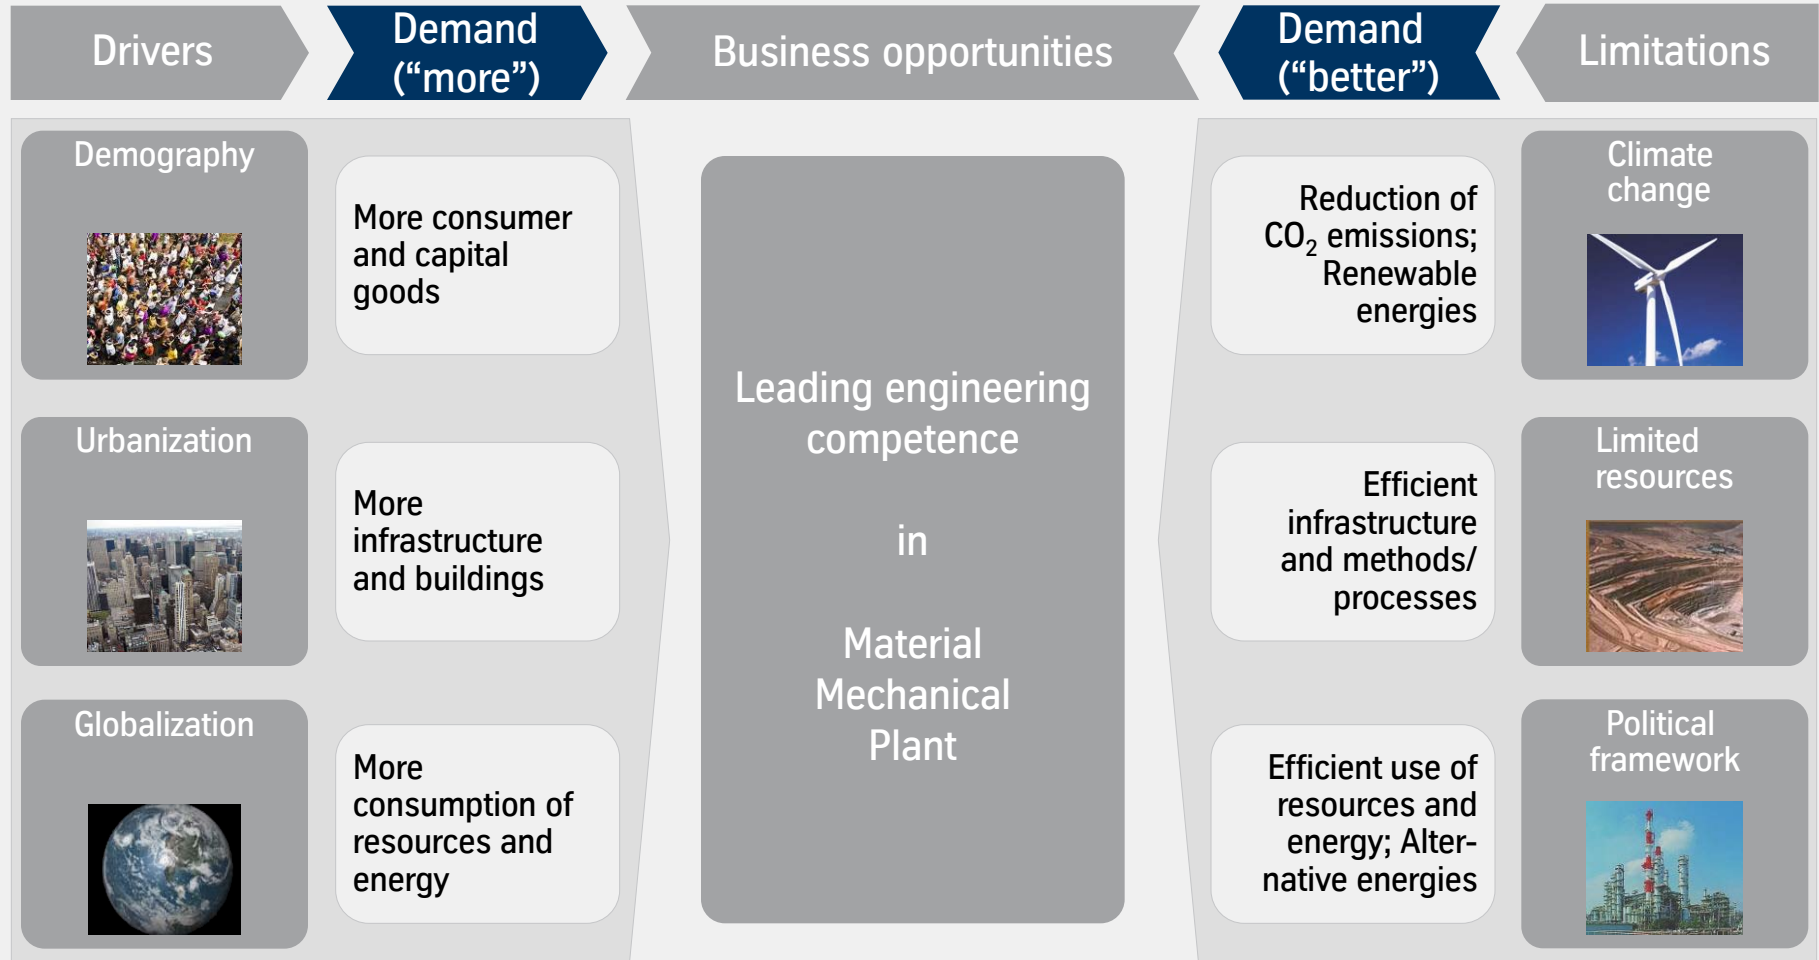 Drivers
Demand
(“more”)
Business opportunities
Demand
(“better”)
Limitations
Demography
More consumer
and capital
goods
Urbanization
More
infrastructure
and buildings
Globalization
More
consumption of
resources and
energy
Leading engineering
competence
in
Material
Mechanical
Plant
Reduction of
CO₂ emissions;
Renewable
energies
Climate
change
Efficient
infrastructure
and methods/
processes
Limited
resources
Efficient use of
resources and
energy; Alter-
native energies
Political
framework